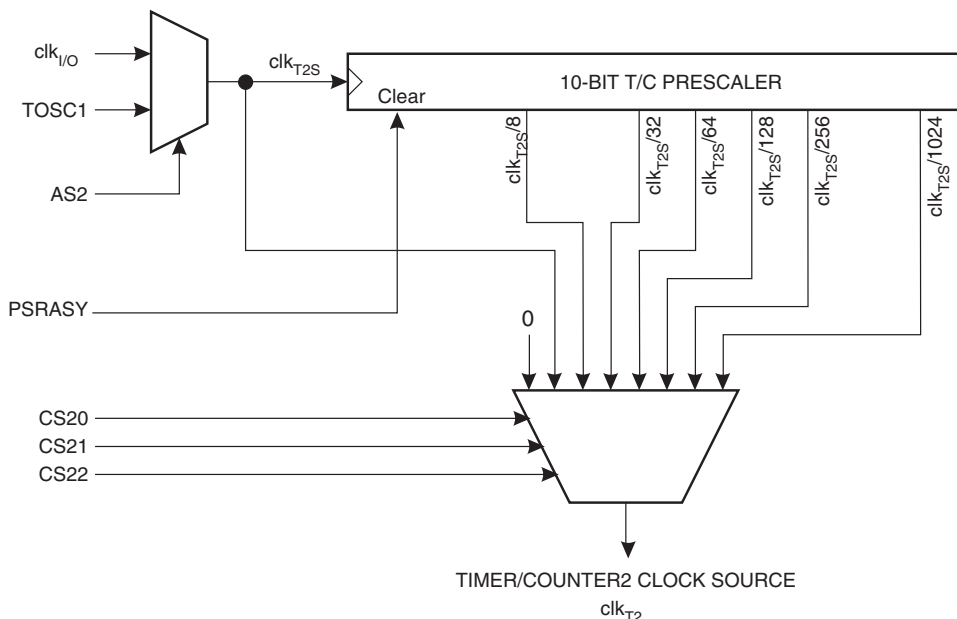 clkI/O
TOSC1
AS2
clkT2S
10-BIT T/C PRESCALER
Clear
clkT2S/8
clkT2S/32
clkT2S/64
clkT2S/128
clkT2S/256
clkT2S/1024
PSRASY
0
CS20
CS21
CS22
TIMER/COUNTER2 CLOCK SOURCE
clkT2